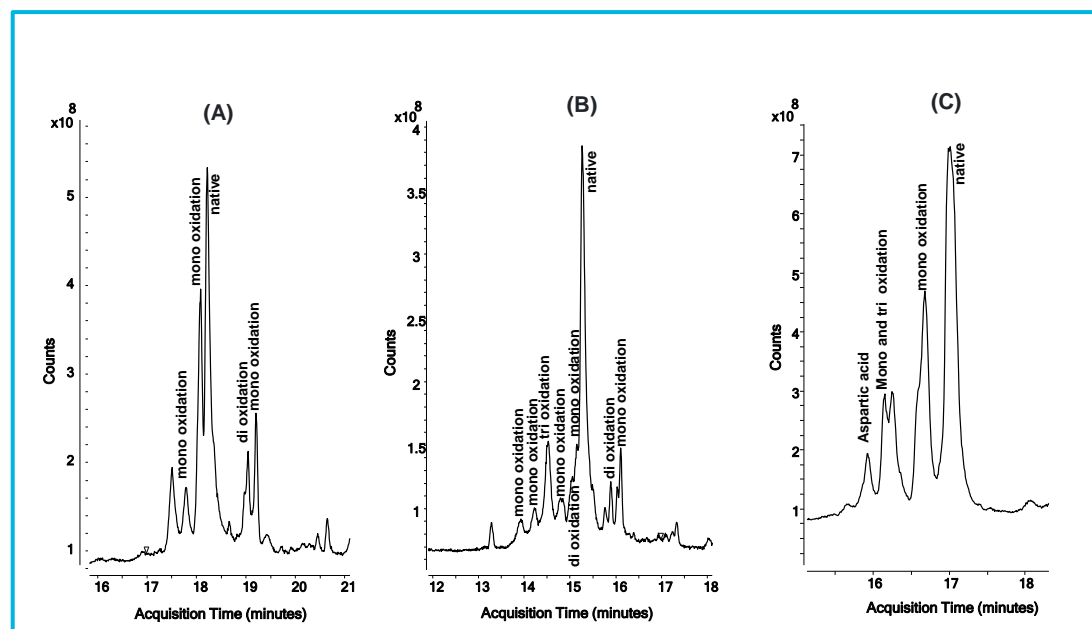 (A)
x10 8
5
4
3
2
1
Counts
mono oxidation
mono oxidation
native
di oxidation
mono oxidation
16 17 18 19 20 21
Acquisition Time (minutes)
(B)
x10 8
4
3.5
3
2.5
2
1.5
1
Counts
mono oxidation
mono oxidation
tri oxidation
mono oxidation
di oxidation
mono oxidation
native
di oxidation
mono oxidation
12 13 14 15 16 17 18
Acquisition Time (minutes)
(C)
x10 8
7
6
5
4
3
2
1
Counts
Aspartic acid
Mono and tri oxidation
mono oxidation
native
16 17 18
Acquisition Time (minutes)